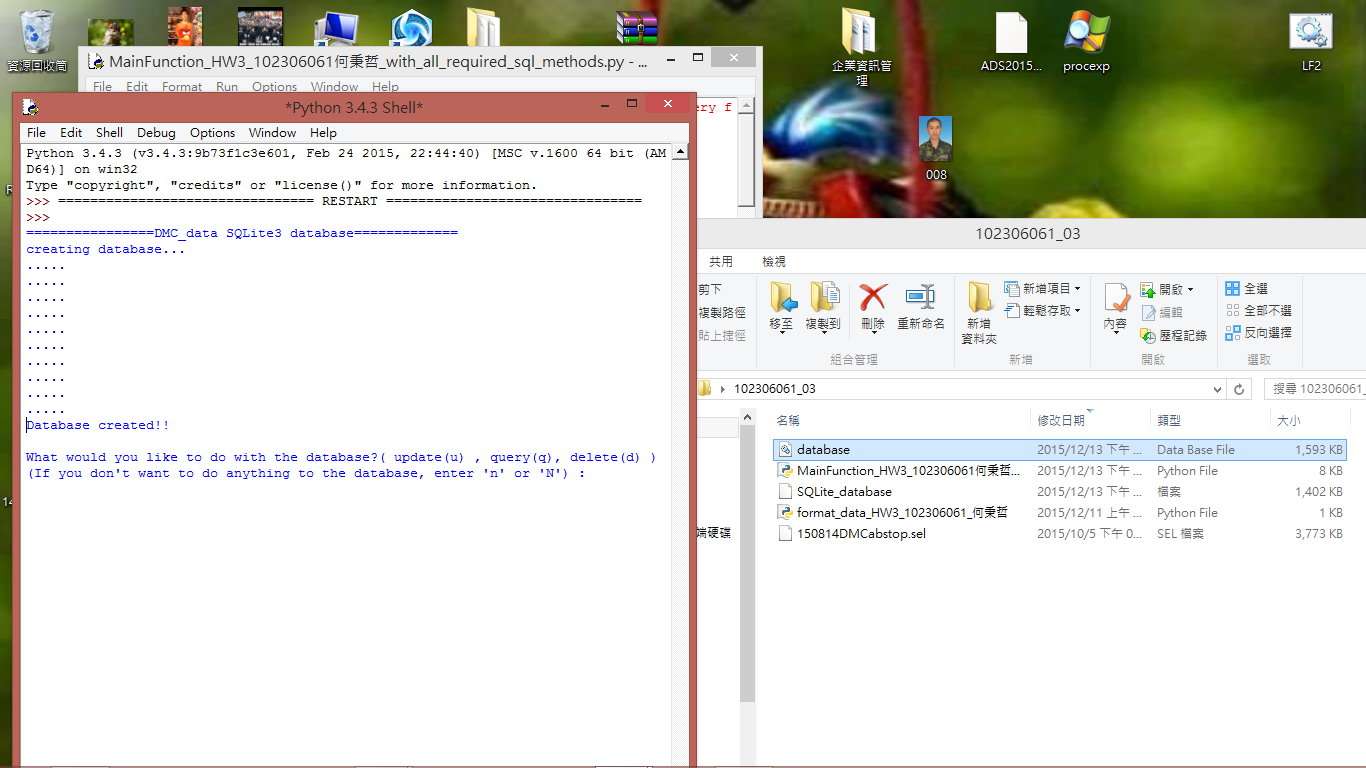 資源回收筒
企業資訊管
理
ADS2015...
procexp
LF2
008
MainFunction_HW3_102306061何秉哲_with_all_required_sql_methods.py - ...
File Edit Format Run Options Window Help
ery f
*Python 3.4.3 Shell*
File Edit Shell Debug Options Window Help
Python 3.4.3 (v3.4.3:9b73f1c3e601, Feb 24 2015, 22:44:40) [MSC v.1600 64 bit (AM
D64)] on win32
Type "copyright", "credits" or "license()" for more information.
>>> ================================ RESTART ================================
>>>
================DMC_data SQLite3 database=============
creating database...
.....
.....
.....
.....
.....
.....
.....
.....
.....
.....
Database created!!
What would you like to do with the database?( update(u) , query(q), delete(d) )
(If you don't want to do anything to the database, enter 'n' or 'N') :
102306061_03
共用 檢視
剪下
複製路徑
貼上捷徑
移至 複製到 刪除 重新命名
組合管理
新增
資料夾
新增項目
輕鬆存取
新增
內容
開啟
編輯
歷程記錄
開啟
全選
全部不選
反向選擇
選取
102306061_03
搜尋 102306061_
名稱 修改日期 類型 大小
database 2015/12/13 下午 ... Data Base File 1,593 KB
MainFunction_HW3_102306061何秉哲... 2015/12/13 下午 ... Python File 8 KB
SQLite_database 2015/12/13 下午 ... 檔案 1,402 KB
format_data_HW3_102306061_何秉哲 2015/12/11 上午 ... Python File 1 KB
150814DMCabstop.sel 2015/10/5 下午 0... SEL 檔案 3,773 KB
端硬碟
14